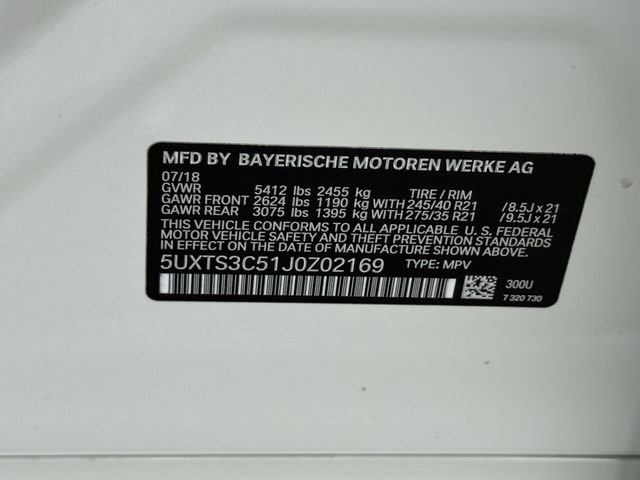 MFD BY BAYERISCHE MOTOREN WERKE AG
07/18
GVWR 5412 lbs 2455 kg TIRE / RIM
GAWR FRONT 2624 lbs 1190 kg WITH 245/40 R21 /8.5J x 21
GAWR REAR 3075 lbs 1395 kg WITH 275/35 R21 /9.5J x 21
THIS VEHICLE CONFORMS TO ALL APPLICABLE U. S. FEDERAL
MOTOR VEHICLE SAFETY AND THEFT PREVENTION STANDARDS
IN EFFECT ON THE DATE OF MANUFACTURE SHOWN ABOVE.
5UXTS3C51J0Z02169 TYPE: MPV
300U
7 320 730